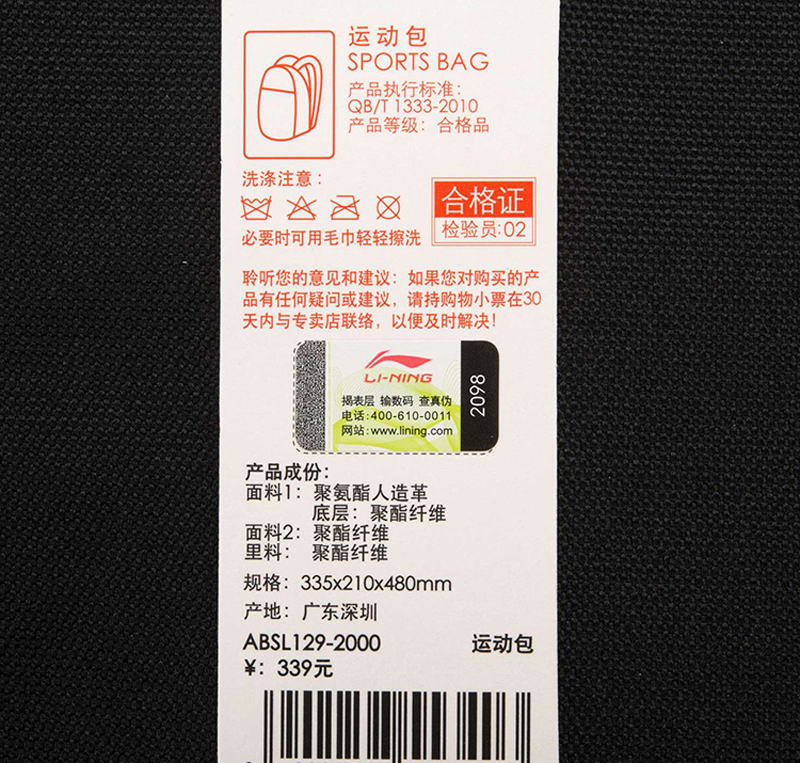 运动包
SPORTS BAG
产品执行标准：
QB/T 1333-2010
产品等级：合格品
洗涤注意：
必要时可用毛巾轻轻擦洗
合格证
检验员:02
聆听您的意见和建议：如果您对购买的产
品有任何疑问或建议，请持购物小票在30
天内与专卖店联络，以便及时解决！
LI-NING
揭表层 输数码 查真伪
电话:400-610-0011
网站:www.lining.com
2098
产品成份：
面料1：聚氨酯人造革
底层：聚酯纤维
面料2：聚酯纤维
里料：聚酯纤维
规格：335x210x480mm
产地：广东深圳
ABSL129-2000 运动包
¥：339元